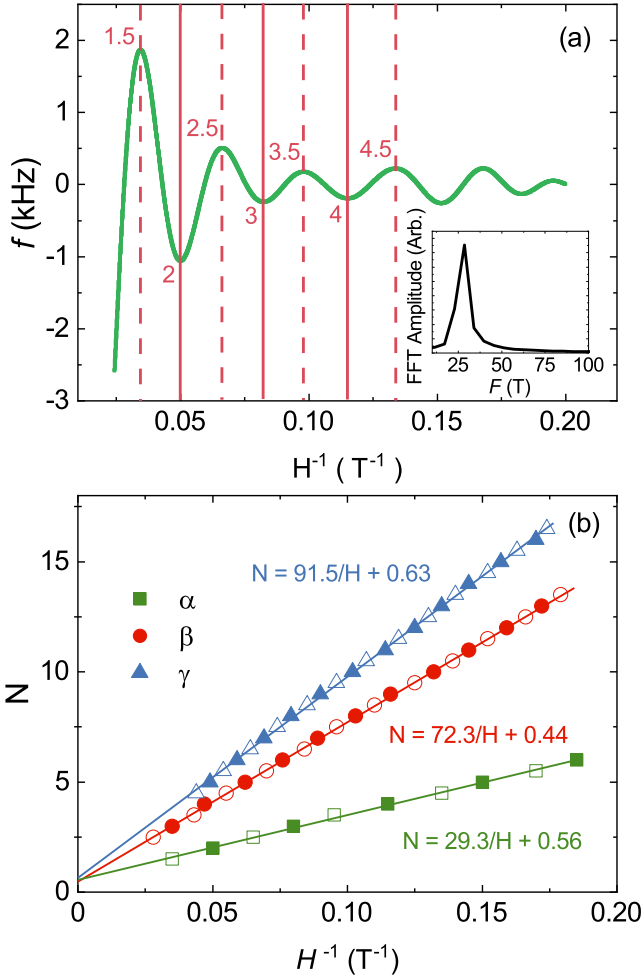 (a)
1.5
2.5
3.5
4.5
2
3
4
2
1
0
-1
-2
-3
f (kHz)
0.05 0.10 0.15 0.20
H⁻¹ ( T⁻¹ )
FFT Amplitude (Arb.)
25 50 75 100
F (T)
(b)
15
10
5
0
N
N = 91.5/H + 0.63
α
β
γ
N = 72.3/H + 0.44
N = 29.3/H + 0.56
0 0.05 0.10 0.15 0.20
H⁻¹ (T⁻¹)